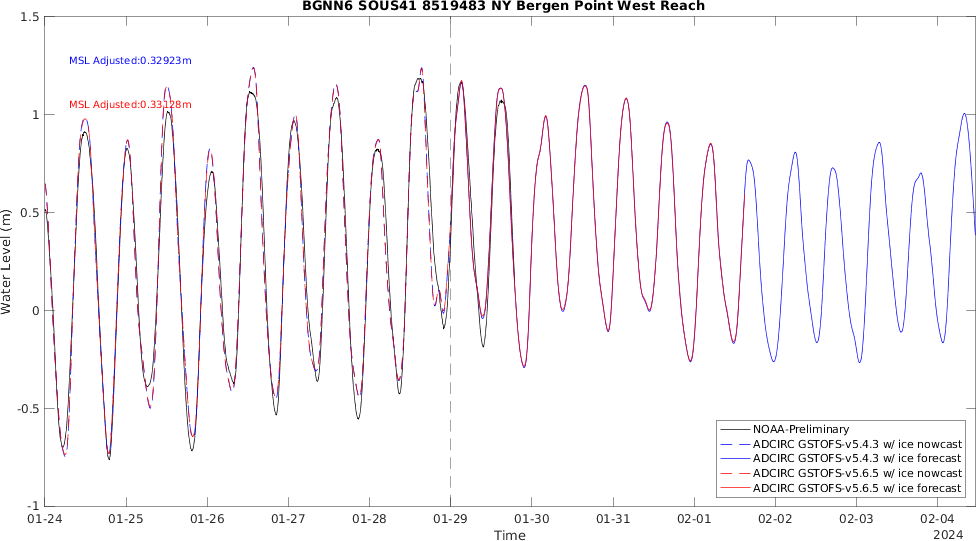 BGNN6 SOUS41 8519483 NY Bergen Point West Reach
1.5
MSL Adjusted:0.32923m
MSL Adjusted:0.33128m
1
0.5
0
-0.5
-1
Water Level (m)
NOAA-Preliminary
ADCIRC GSTOFS-v5.4.3 w/ ice nowcast
ADCIRC GSTOFS-v5.4.3 w/ ice forecast
ADCIRC GSTOFS-v5.6.5 w/ ice nowcast
ADCIRC GSTOFS-v5.6.5 w/ ice forecast
01-24 01-25 01-26 01-27 01-28 01-29 01-30 01-31 02-01 02-02 02-03 02-04
Time
2024